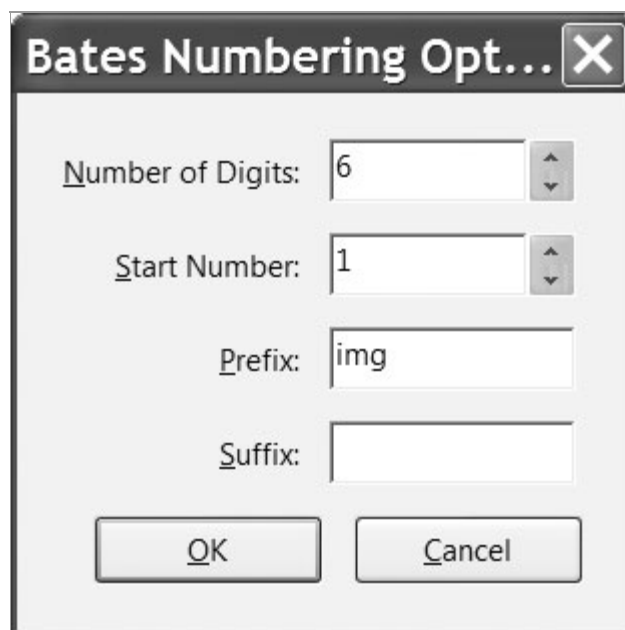 Bates Numbering Opt...
Number of Digits: 6
Start Number: 1
Prefix: img
Suffix:
OK Cancel